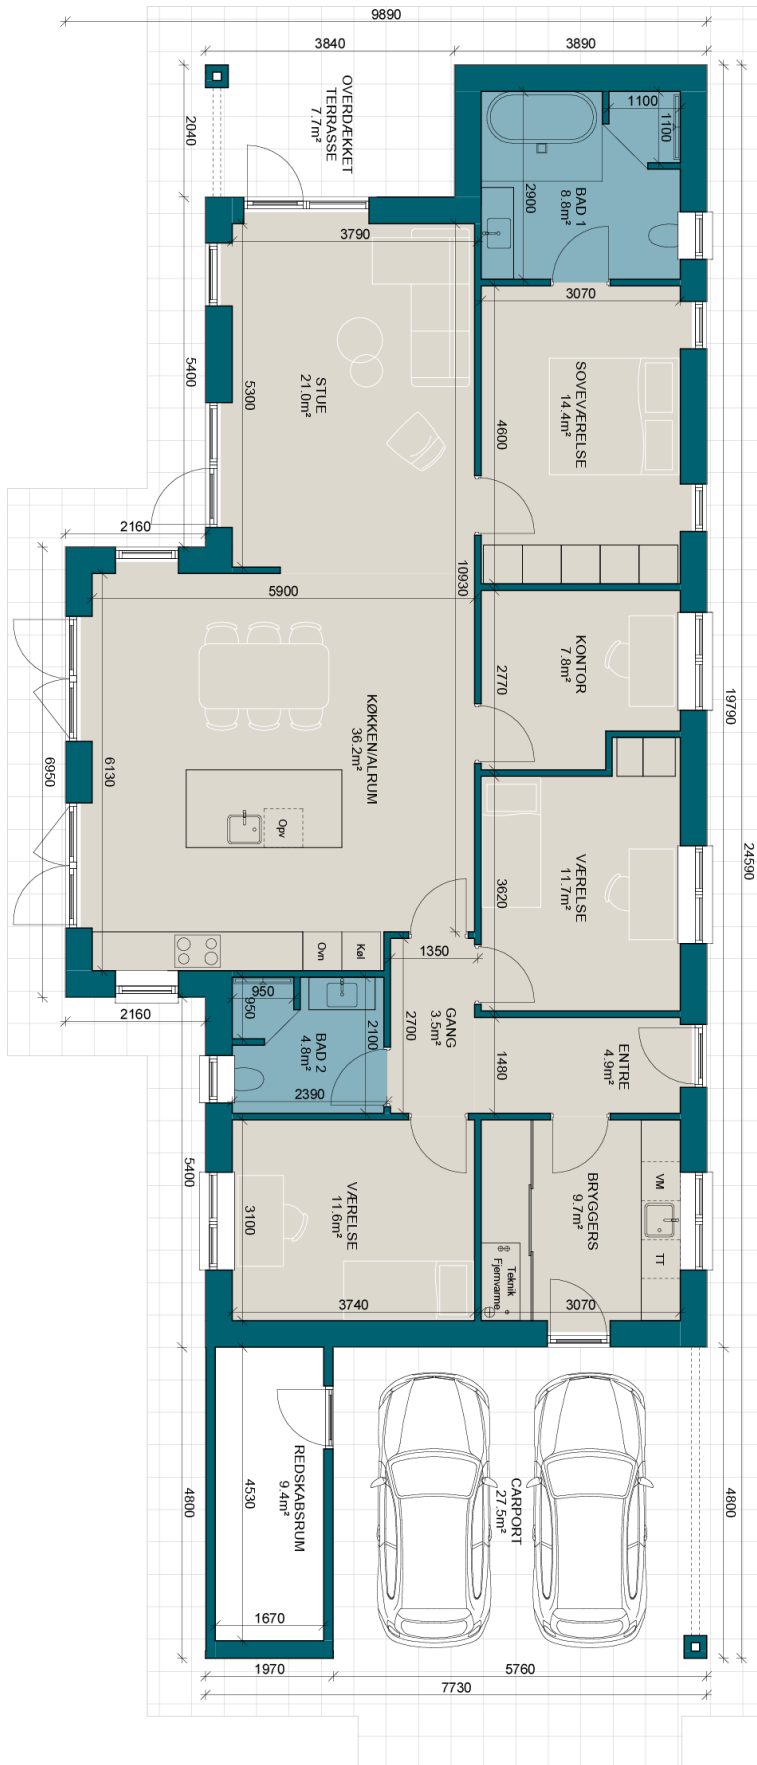 9890
3840
3890
OVERDÆKKET
TERRASSE
7.7m²
2040
1100
1100
BAD 1
8.8m²
2900
3790
3070
STUE
21.0m²
5400
5300
SOVEVÆRELSE
14.4m²
4600
2160
10930
5900
KONTOR
7.8m²
2770
19790
KØKKEN/ALRUM
36.2m²
6950
6130
Opv
24590
VÆRELSE
11.7m²
3620
Ovn
Køl
1350
950
950
2160
BAD 2
4.8m²
2100
2390
GANG
3.5m²
2700
1480
ENTRE
4.9m²
5400
VÆRELSE
11.6m²
3100
3740
BRYGGERS
9.7m²
VM
TT
Teknik
Fjernvarme
3070
REDSKABSRUM
9.4m²
4530
4800
CARPORT
27.5m²
4800
1670
1970
5760
7730